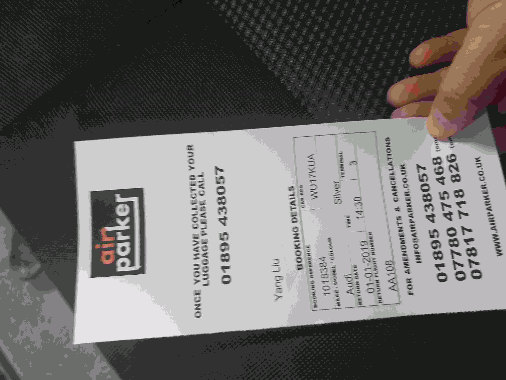 air
parker
ONCE YOU HAVE COLLECTED YOUR
LUGGAGE PLEASE CALL
01895 438057
Yang Liu
BOOKING DETAILS
BOOKING REFERENCE CAR REG
1018384 WU17KUA
MAKE/MODEL/COLOUR
Audi Silver
RETURN DATE TIME TERMINAL
01-01-2019 14:30 3
RETURN FLIGHT NUMBER
AA108
FOR AMENDMENTS & CANCELLATIONS
INFO@AIRPARKER.CO.UK
01895 438057
07780 475 468
07817 718 826
WWW.AIRPARKER.CO.UK